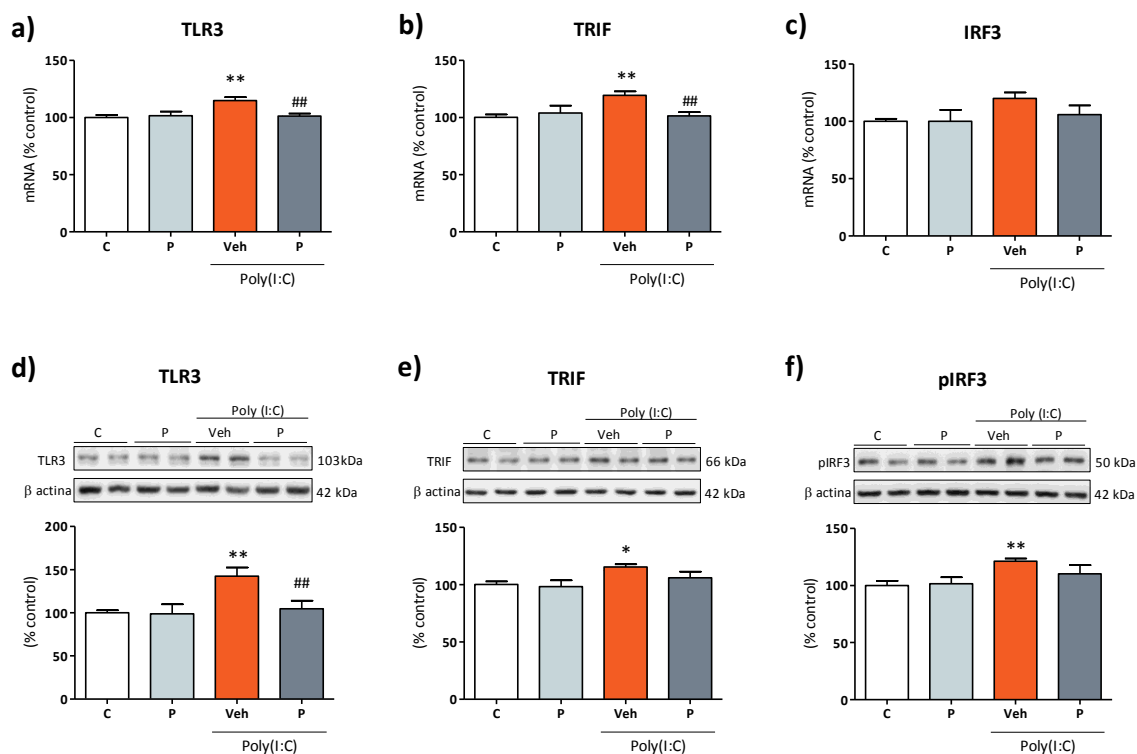 a)
TLR3
mRNA (% control)
150
100
50
0
**
##
C P Veh P
Poly(I:C)
b)
TRIF
mRNA (% control)
150
100
50
0
**
##
C P Veh P
Poly(I:C)
c)
IRF3
mRNA (% control)
150
100
50
0
C P Veh P
Poly(I:C)
d)
TLR3
Poly (I:C)
C P Veh P
TLR3 103kDa
β actina 42 kDa
(% control)
200
150
100
50
0
**
##
C P Veh P
Poly(I:C)
e)
TRIF
Poly (I:C)
C P Veh P
TRIF 66 kDa
β actina 42 kDa
(% control)
150
100
50
0
*
C P Veh P
Poly(I:C)
f)
pIRF3
Poly (I:C)
C P Veh P
pIRF3 50 kDa
β actina 42 kDa
(% control)
150
100
50
0
**
C P Veh P
Poly(I:C)